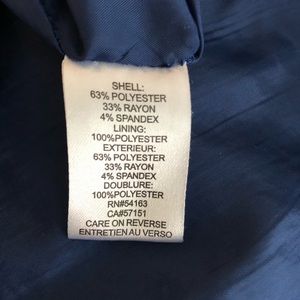 SHELL:
63% POLYESTER
33% RAYON
4% SPANDEX
LINING:
100%POLYESTER
EXTERIEUR:
63% POLYESTER
33% RAYON
4% SPANDEX
DOUBLURE:
100%POLYESTER
RN#54163
CA#57151
CARE ON REVERSE
ENTRETIEN AU VERSO